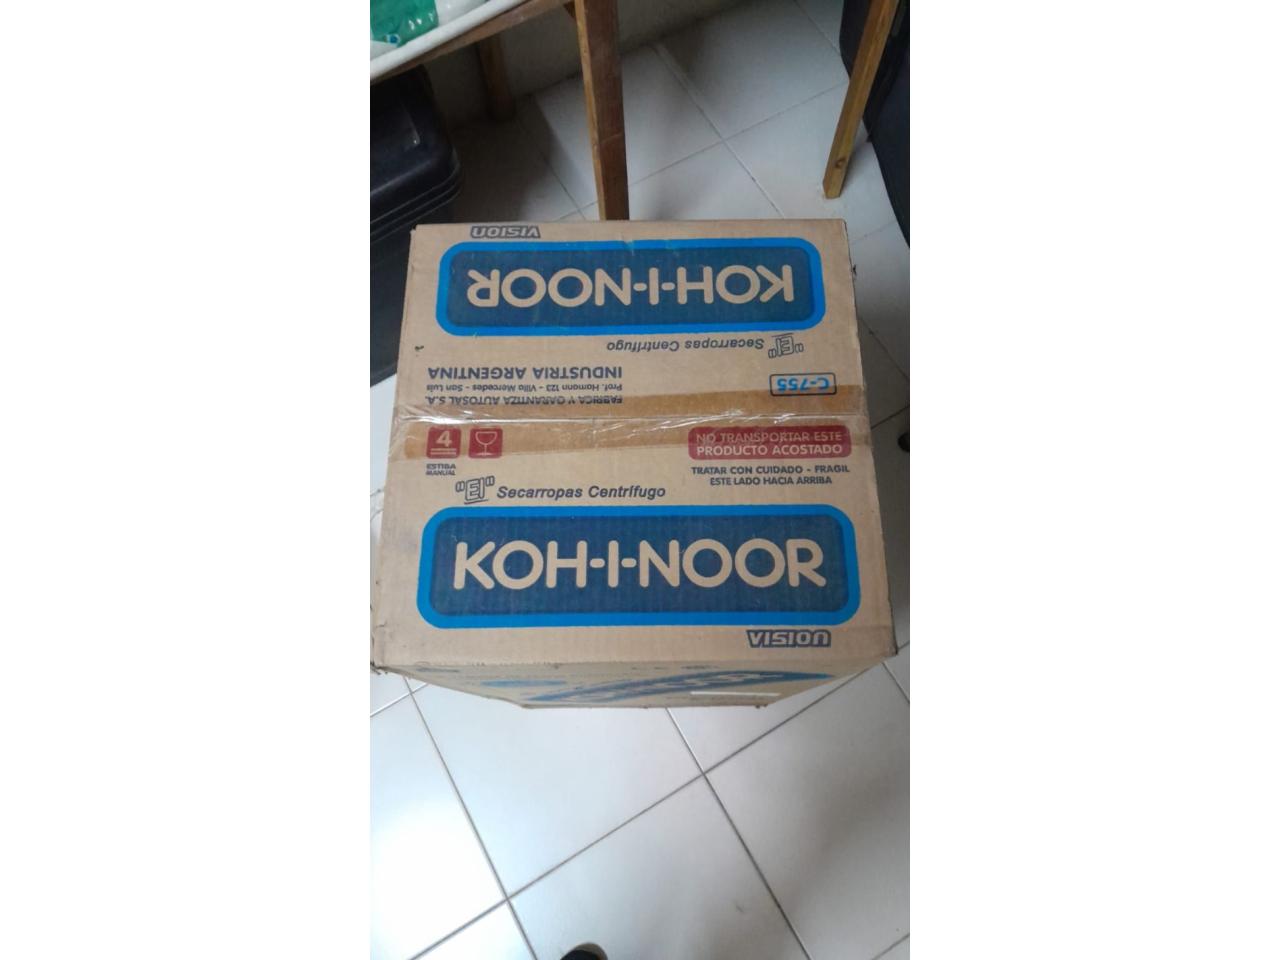 VISION
KOH-I-NOOR
"El" Secarropas Centrífugo
C-755
INDUSTRIA ARGENTINA
Prof. Hamann 123 - Villa Mercedes - San Luis
FABRICA Y GARANTIZA AUTOSAL S.A.
4
ESTIBA
MANUAL
NO TRANSPORTAR ESTE
PRODUCTO ACOSTADO
TRATAR CON CUIDADO - FRAGIL
ESTE LADO HACIA ARRIBA
"El" Secarropas Centrífugo
KOH-I-NOOR
VISION